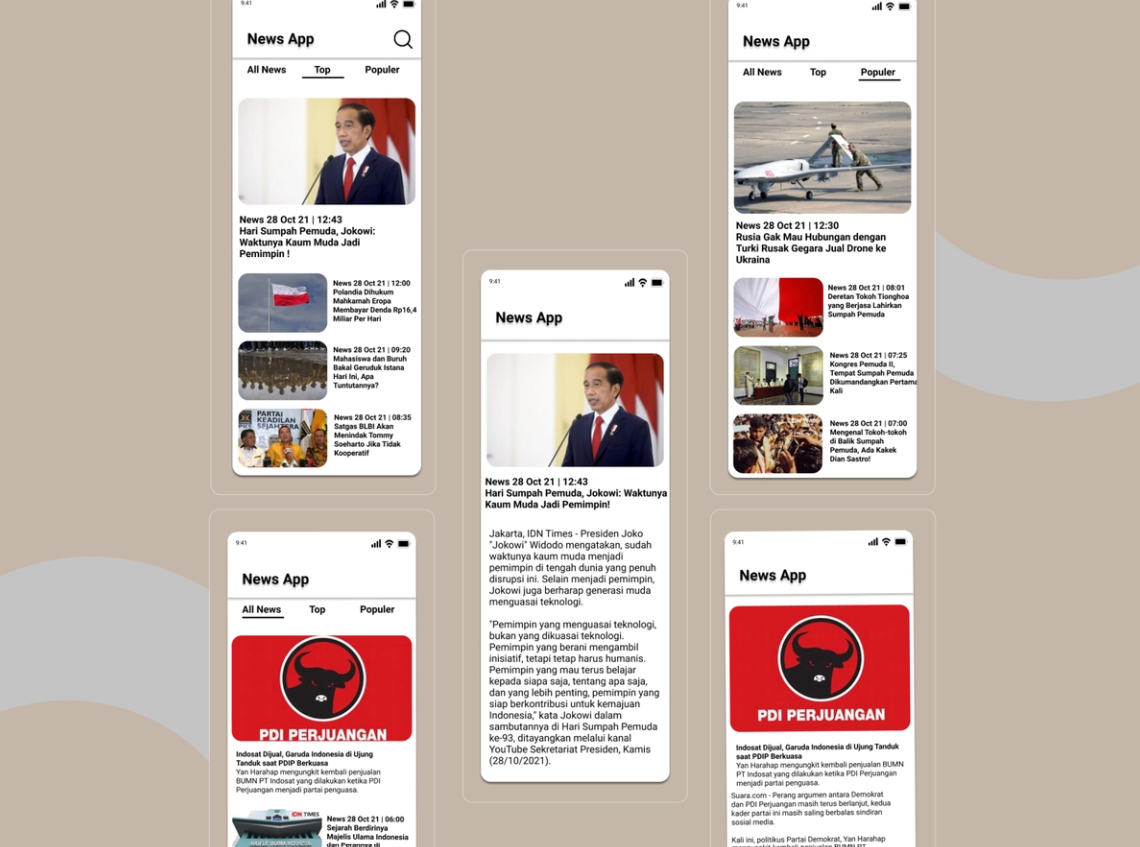 9:41
News App
All News Top Populer
News 28 Oct 21 | 12:43
Hari Sumpah Pemuda, Jokowi:
Waktunya Kaum Muda Jadi
Pemimpin !
News 28 Oct 21 | 12:00
Polandia Dihukum
Mahkamah Eropa
Membayar Denda Rp16,4
Miliar Per Hari
News 28 Oct 21 | 09:20
Mahasiswa dan Buruh
Bakal Geruduk Istana
Hari Ini, Apa
Tuntutannya?
PARTAI
KEADILAN
SEJAHTERA
News 28 Oct 21 | 08:35
Satgas BLBI Akan
Menindak Tommy
Soeharto Jika Tidak
Kooperatif
9:41
News App
All News Top Populer
PDI PERJUANGAN
Indosat Dijual, Garuda Indonesia di Ujung
Tanduk saat PDIP Berkuasa
Yan Harahap mengungkit kembali penjualan
BUMN PT Indosat yang dilakukan ketika PDI
Perjuangan menjadi partai penguasa.
IDN TIMES
News 28 Oct 21 | 06:00
Sejarah Berdirinya
Majelis Ulama Indonesia
dan Perannya di
9:41
News App
News 28 Oct 21 | 12:43
Hari Sumpah Pemuda, Jokowi: Waktunya
Kaum Muda Jadi Pemimpin!
Jakarta, IDN Times - Presiden Joko
"Jokowi" Widodo mengatakan, sudah
waktunya kaum muda menjadi
pemimpin di tengah dunia yang penuh
disrupsi ini. Selain menjadi pemimpin,
Jokowi juga berharap generasi muda
menguasai teknologi.
"Pemimpin yang menguasai teknologi,
bukan yang dikuasai teknologi.
Pemimpin yang berani mengambil
inisiatif, tetapi tetap harus humanis.
Pemimpin yang mau terus belajar
kepada siapa saja, tentang apa saja,
dan yang lebih penting, pemimpin yang
siap berkontribusi untuk kemajuan
Indonesia," kata Jokowi dalam
sambutannya di Hari Sumpah Pemuda
ke-93, ditayangkan melalui kanal
YouTube Sekretariat Presiden, Kamis
(28/10/2021).
9:41
News App
All News Top Populer
News 28 Oct 21 | 12:30
Rusia Gak Mau Hubungan dengan
Turki Rusak Gegara Jual Drone ke
Ukraina
News 28 Oct 21 | 08:01
Deretan Tokoh Tionghoa
yang Berjasa Lahirkan
Sumpah Pemuda
News 28 Oct 21 | 07:25
Kongres Pemuda II,
Tempat Sumpah Pemuda
Dikumandangkan Pertama
Kali
News 28 Oct 21 | 07:00
Mengenal Tokoh-tokoh
di Balik Sumpah
Pemuda, Ada Kakek
Dian Sastro!
9:41
News App
PDI PERJUANGAN
Indosat Dijual, Garuda Indonesia di Ujung Tanduk
saat PDIP Berkuasa
Yan Harahap mengungkit kembali penjualan BUMN
PT Indosat yang dilakukan ketika PDI Perjuangan
menjadi partai penguasa.
Suara.com - Perang argumen antara Demokrat
dan PDI Perjuangan masih terus berlanjut, kedua
kader partai ini masih saling berbalas sindiran
sosial media.
Kali ini, politikus Partai Demokrat, Yan Harahap
mengungkit kembali penjualan BUMN PT